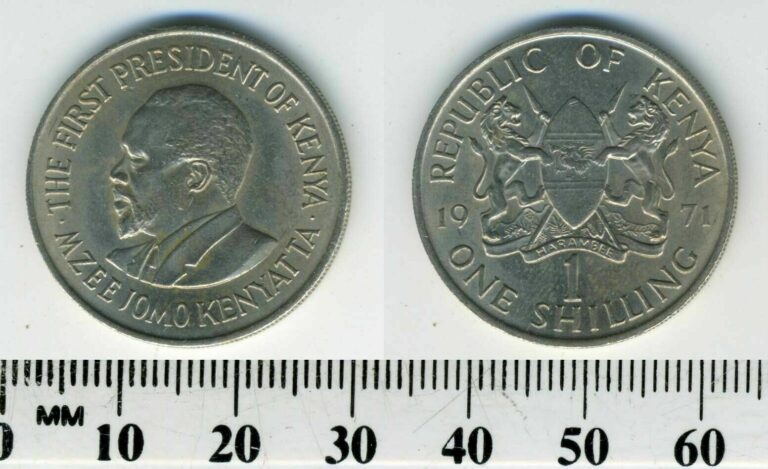 · THE FIRST PRESIDENT OF KENYA ·
MZEE JOMO KENYATTA
REPUBLIC OF KENYA
19 71
HARAMBEE
1
ONE SHILLING
MM
0 10 20 30 40 50 60